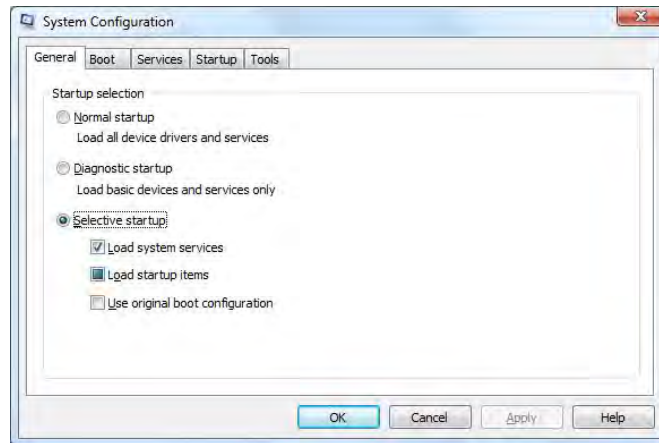 System Configuration
General Boot Services Startup Tools
Startup selection
Normal startup
Load all device drivers and services
Diagnostic startup
Load basic devices and services only
Selective startup
Load system services
Load startup items
Use original boot configuration
OK Cancel Apply Help